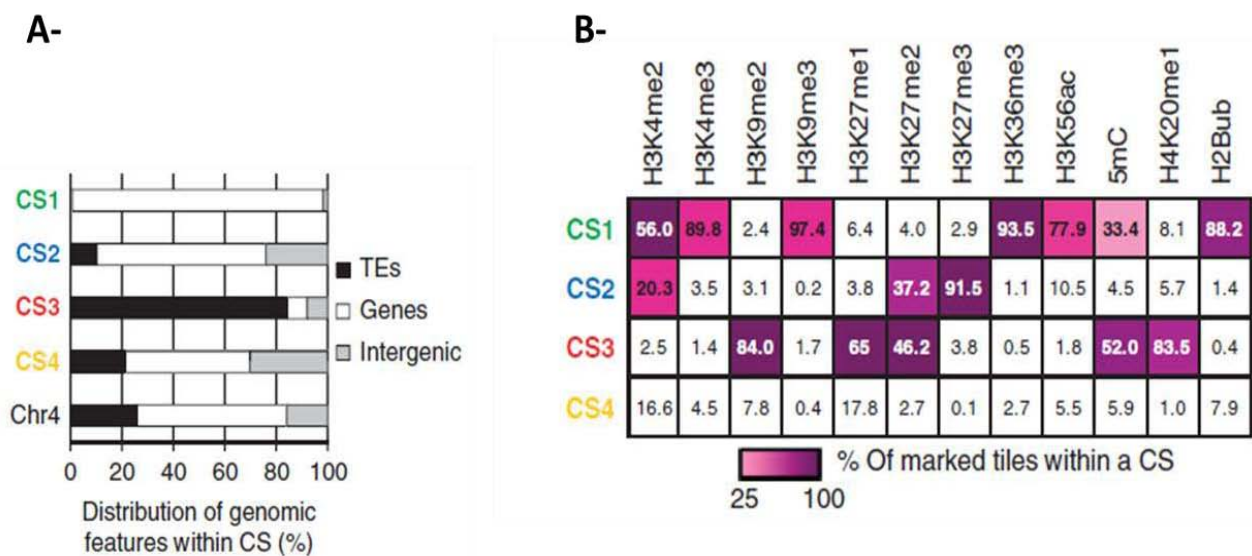 A-
CS1
CS2
CS3
CS4
Chr4
0 20 40 60 80 100
Distribution of genomic
features within CS (%)
TEs
Genes
Intergenic
B-
H3K4me2 H3K4me3 H3K9me2 H3K9me3 H3K27me1 H3K27me2 H3K27me3 H3K36me3 H3K56ac 5mC H4K20me1 H2Bub
CS1 56.0 89.8 2.4 97.4 6.4 4.0 2.9 93.5 77.9 33.4 8.1 88.2
CS2 20.3 3.5 3.1 0.2 3.8 37.2 91.5 1.1 10.5 4.5 5.7 1.4
CS3 2.5 1.4 84.0 1.7 65 46.2 3.8 0.5 1.8 52.0 83.5 0.4
CS4 16.6 4.5 7.8 0.4 17.8 2.7 0.1 2.7 5.5 5.9 1.0 7.9
% Of marked tiles within a CS
25 100